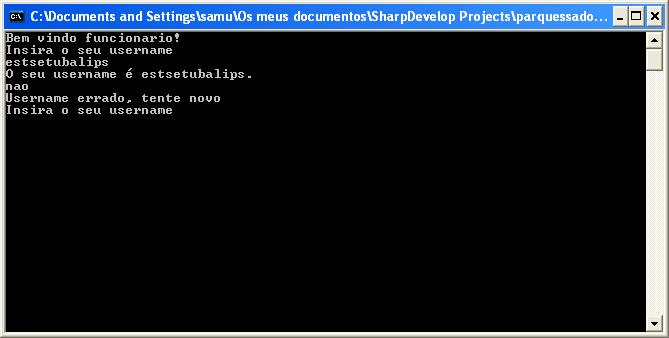 C:\Documents and Settings\samu\Os meus documentos\SharpDevelop Projects\parquessado...
Bem vindo funcionario!
Insira o seu username
estsetubalips
O seu username é estsetubalips.
nao
Username errado, tente novo
Insira o seu username